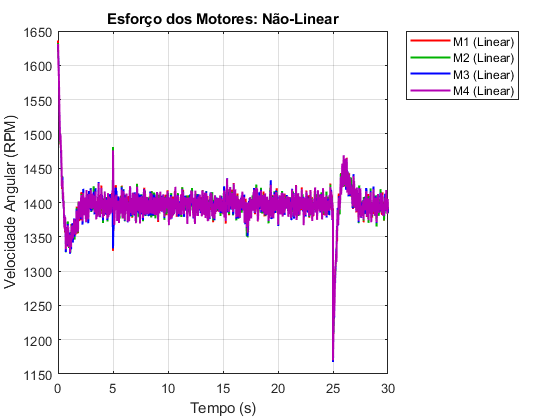 Esforço dos Motores: Não-Linear
M1 (Linear)
M2 (Linear)
M3 (Linear)
M4 (Linear)
Velocidade Angular (RPM)
1650
1600
1550
1500
1450
1400
1350
1300
1250
1200
1150
0 5 10 15 20 25 30
Tempo (s)